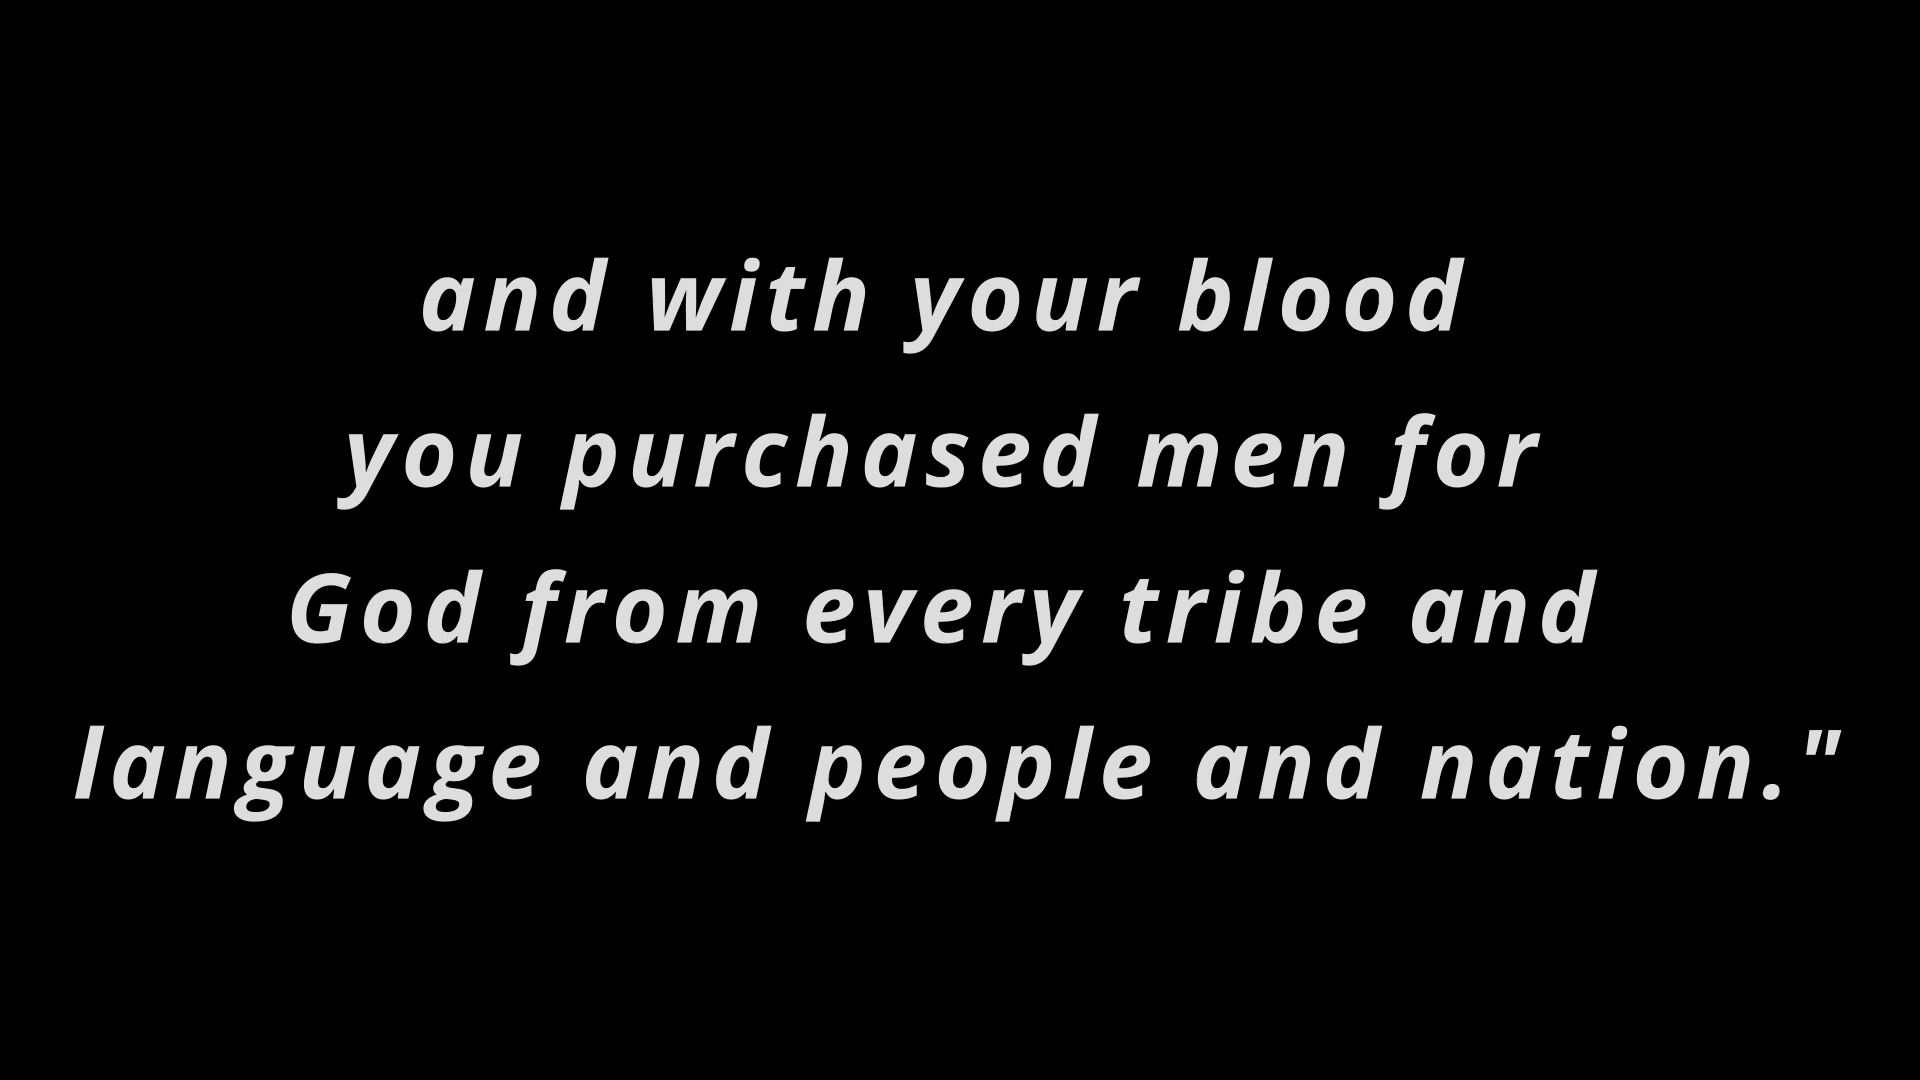 and with your blood
you purchased men for
God from every tribe and
language and people and nation."